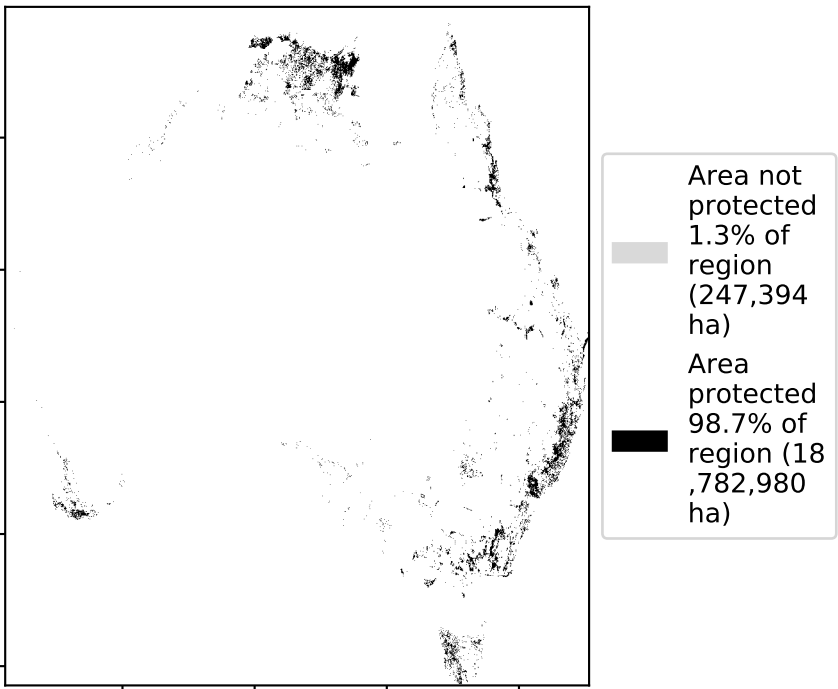 Area not
protected
1.3% of
region
(247,394
ha)
Area
protected
98.7% of
region (18
,782,980
ha)